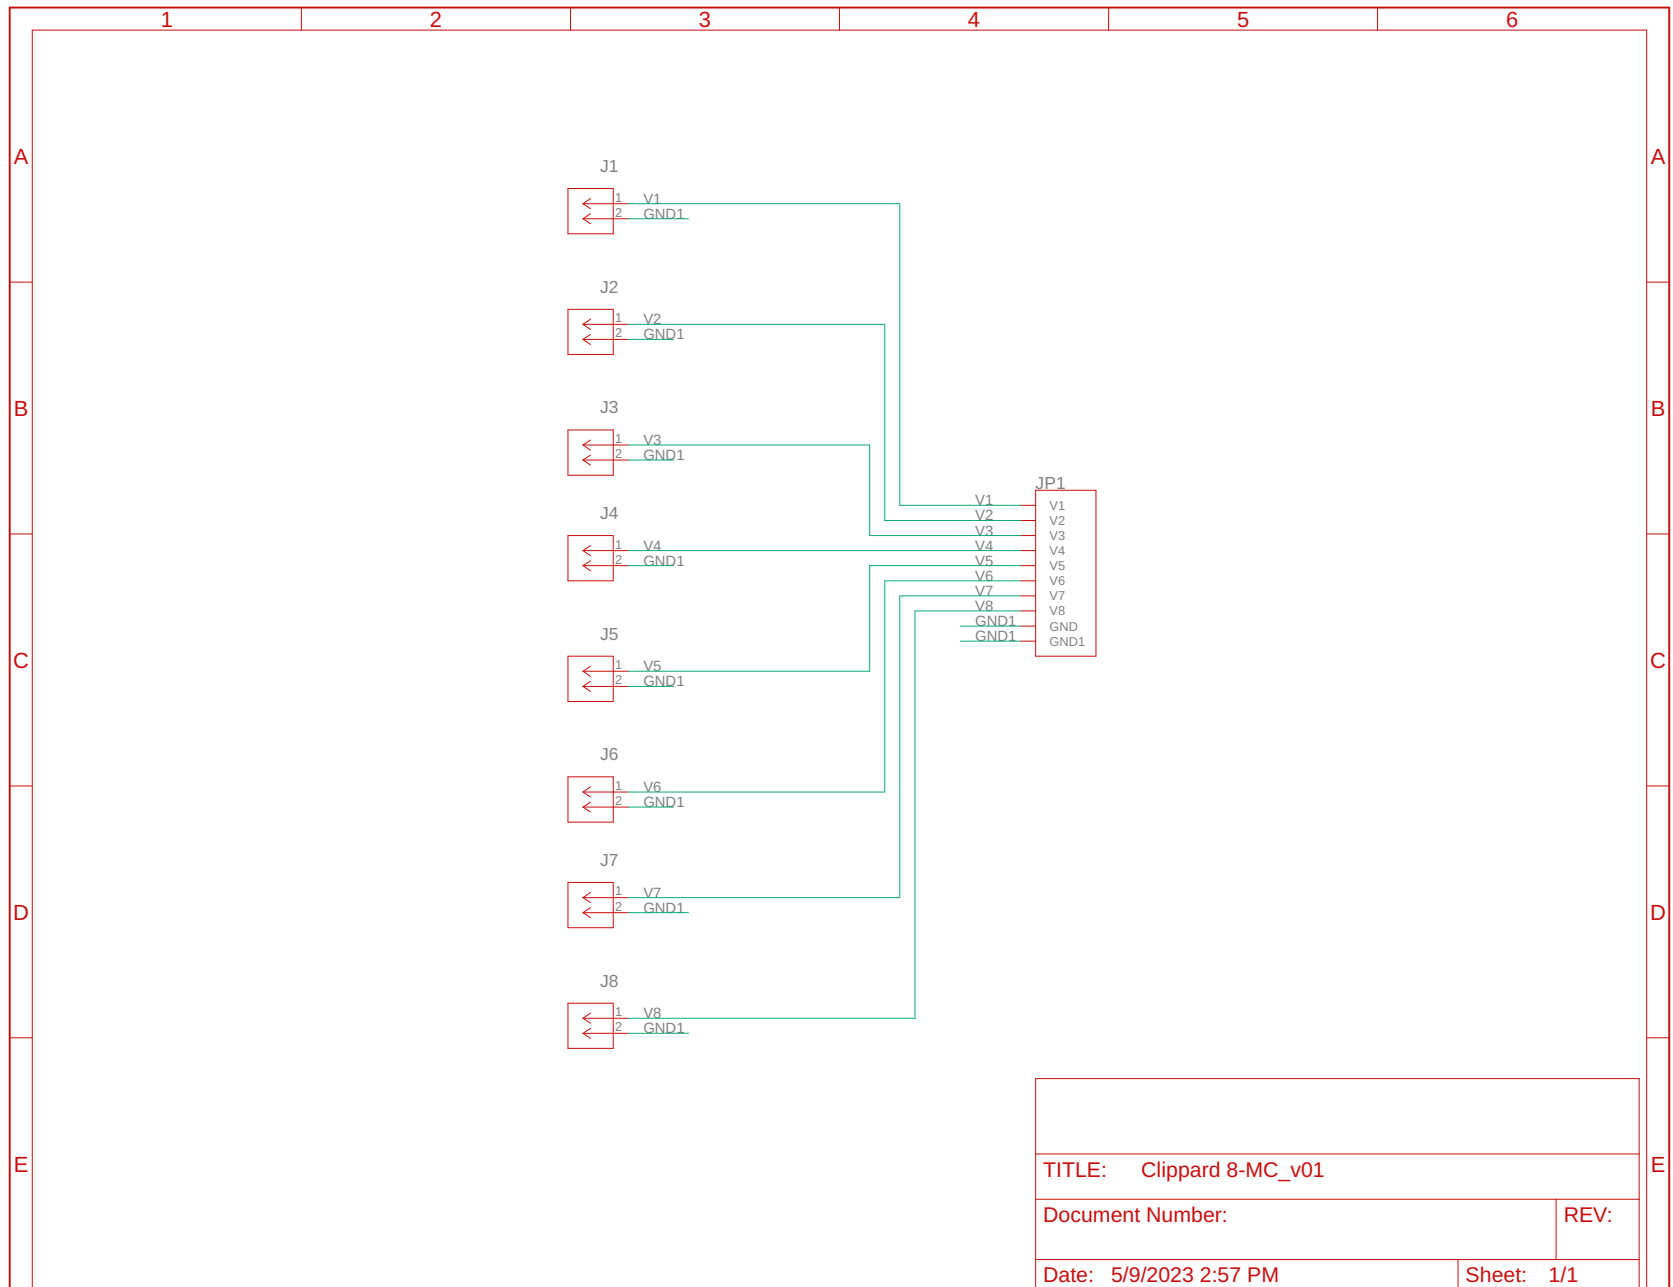 1 2 3 4 5 6
A A
J1
1 V1
2 GND1
J2
1 V2
2 GND1
B B
J3
1 V3
2 GND1
JP1
V1 V1
V2 V2
V3 V3
V4 V4
V5 V5
V6 V6
V7 V7
V8 V8
GND1 GND
GND1 GND1
J4
1 V4
2 GND1
J5
1 V5
2 GND1
C C
J6
1 V6
2 GND1
J7
1 V7
2 GND1
D D
J8
1 V8
2 GND1
E E
TITLE: Clippard 8-MC_v01
Document Number: REV:
Date: 5/9/2023 2:57 PM Sheet: 1/1